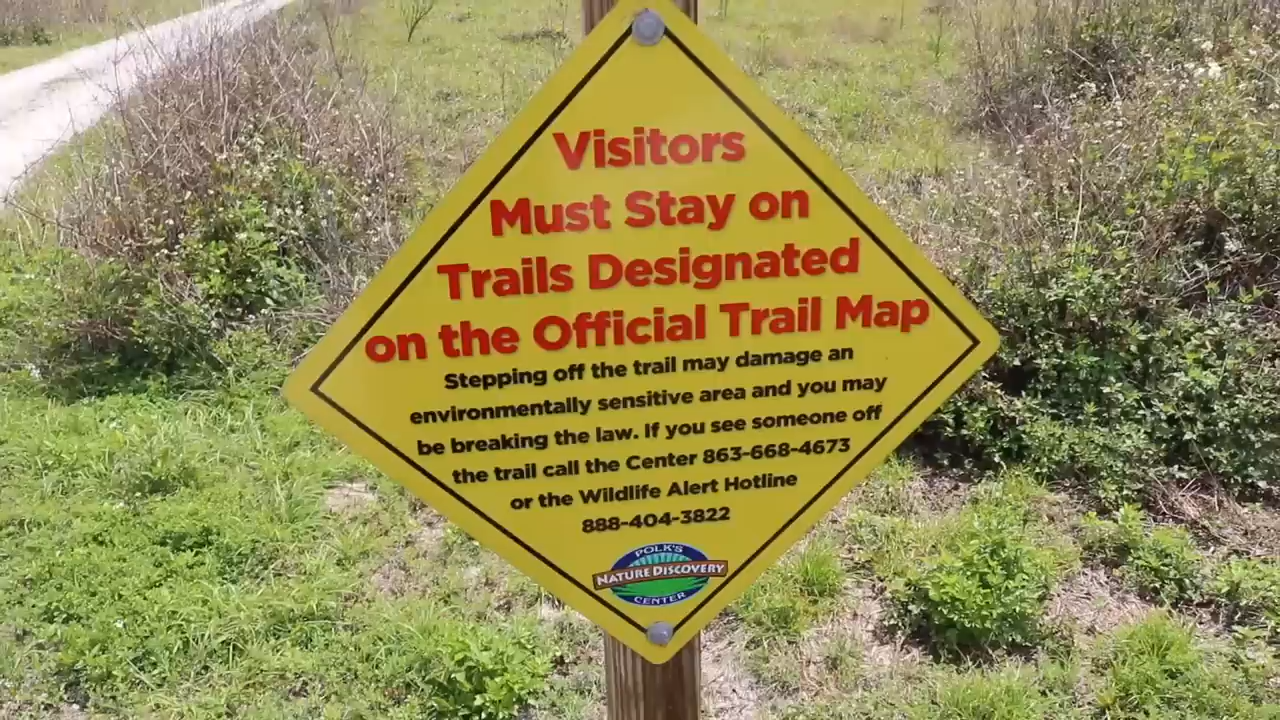 Visitors
Must Stay on
Trails Designated
on the Official Trail Map
Stepping off the trail may damage an
environmentally sensitive area and you may
be breaking the law. If you see someone off
the trail call the Center 863-668-4673
or the Wildlife Alert Hotline
888-404-3822
POLK'S
NATURE DISCOVERY
CENTER